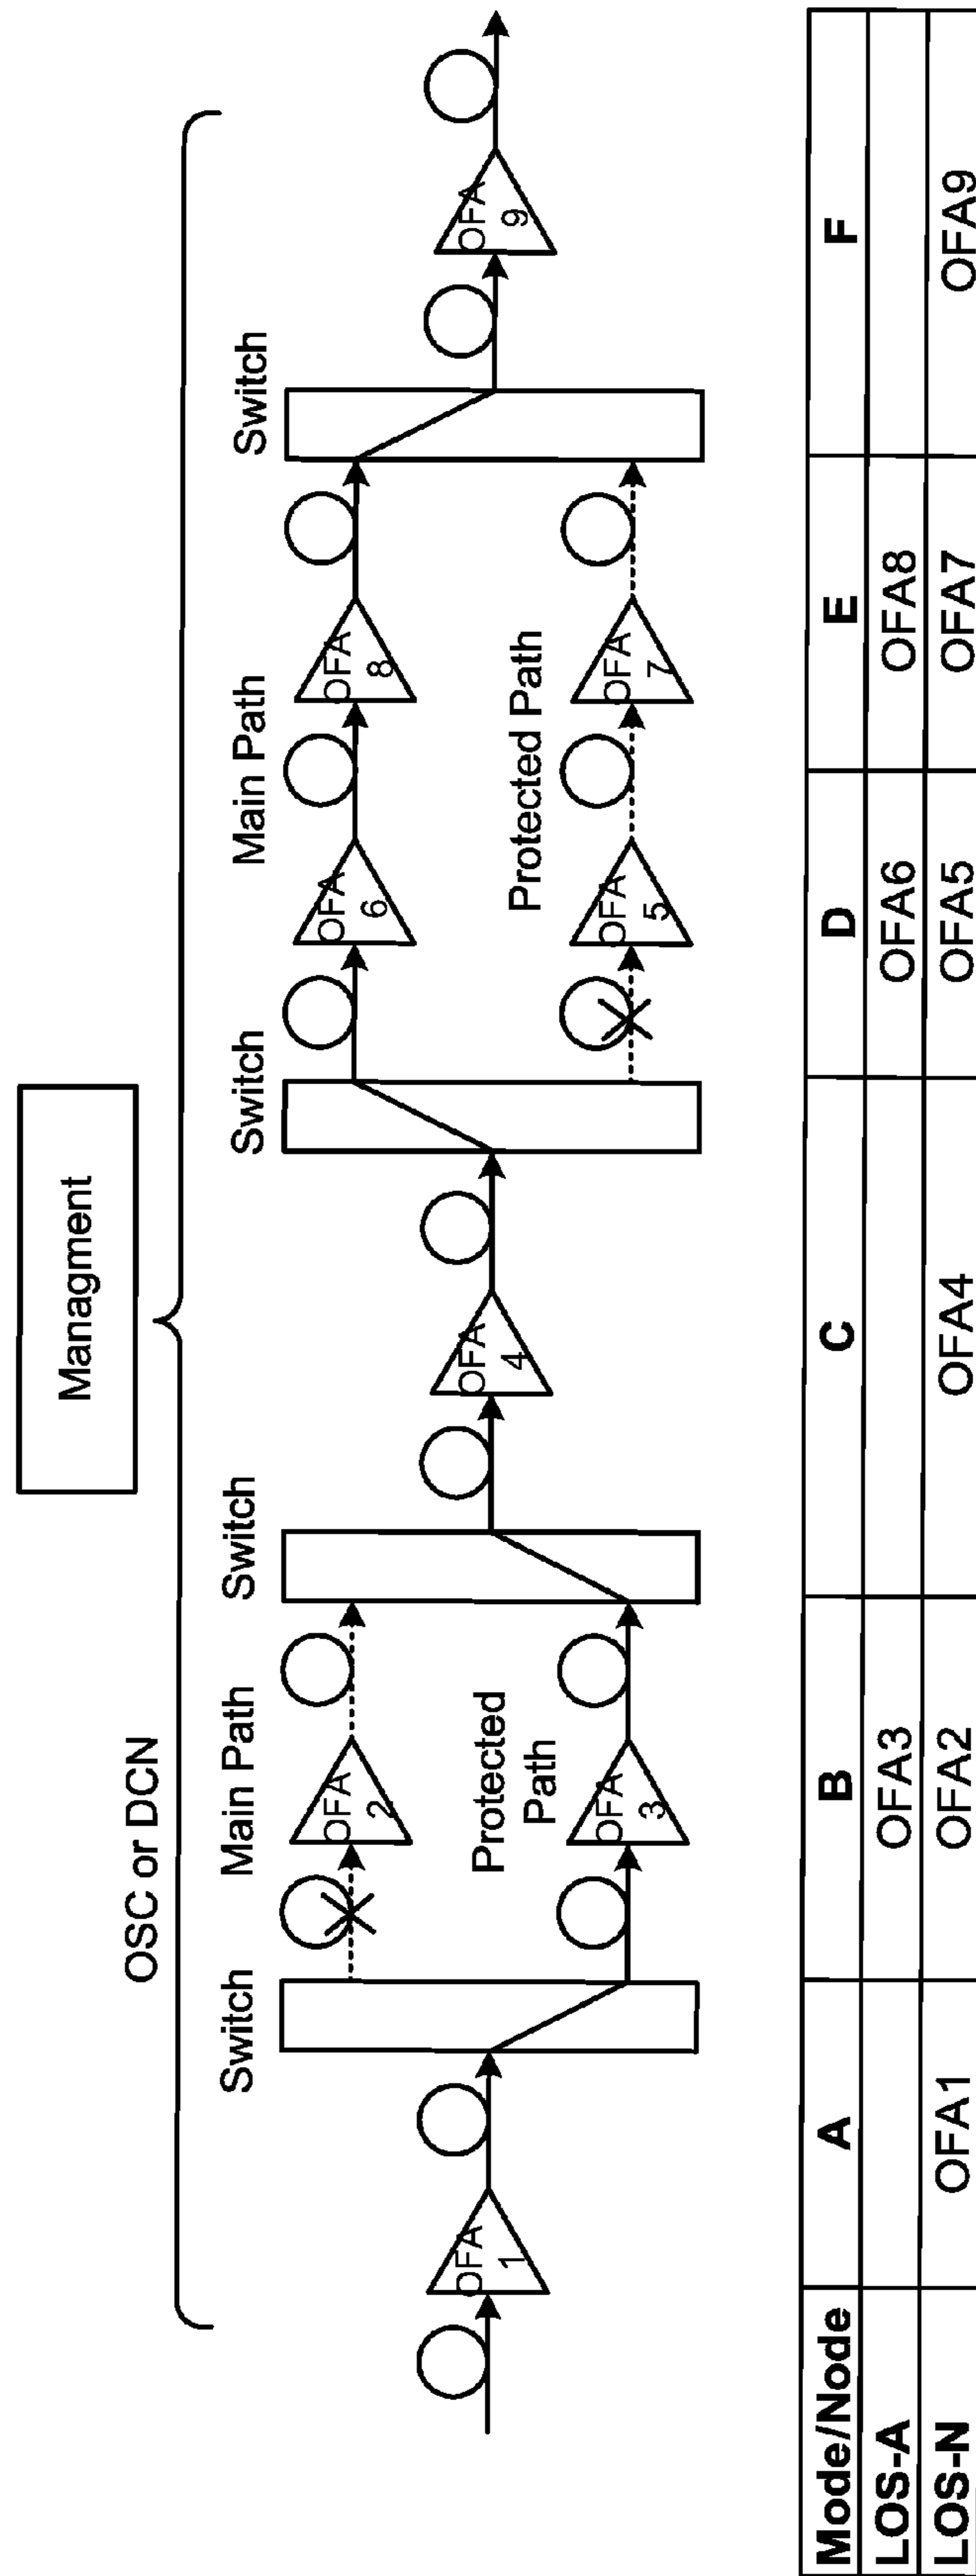 Managment
OSC or DCN
Switch
Main Path
Switch
Switch
Main Path
Switch
OFA
1
OFA
2
Protected
Path
OFA
3
OFA
4
OFA
6
OFA
8
Protected Path
OFA
5
OFA
7
OFA
9
Mode/Node A B C D E F
LOS-A OFA3 OFA6 OFA8
LOS-N OFA1 OFA2 OFA4 OFA5 OFA7 OFA9